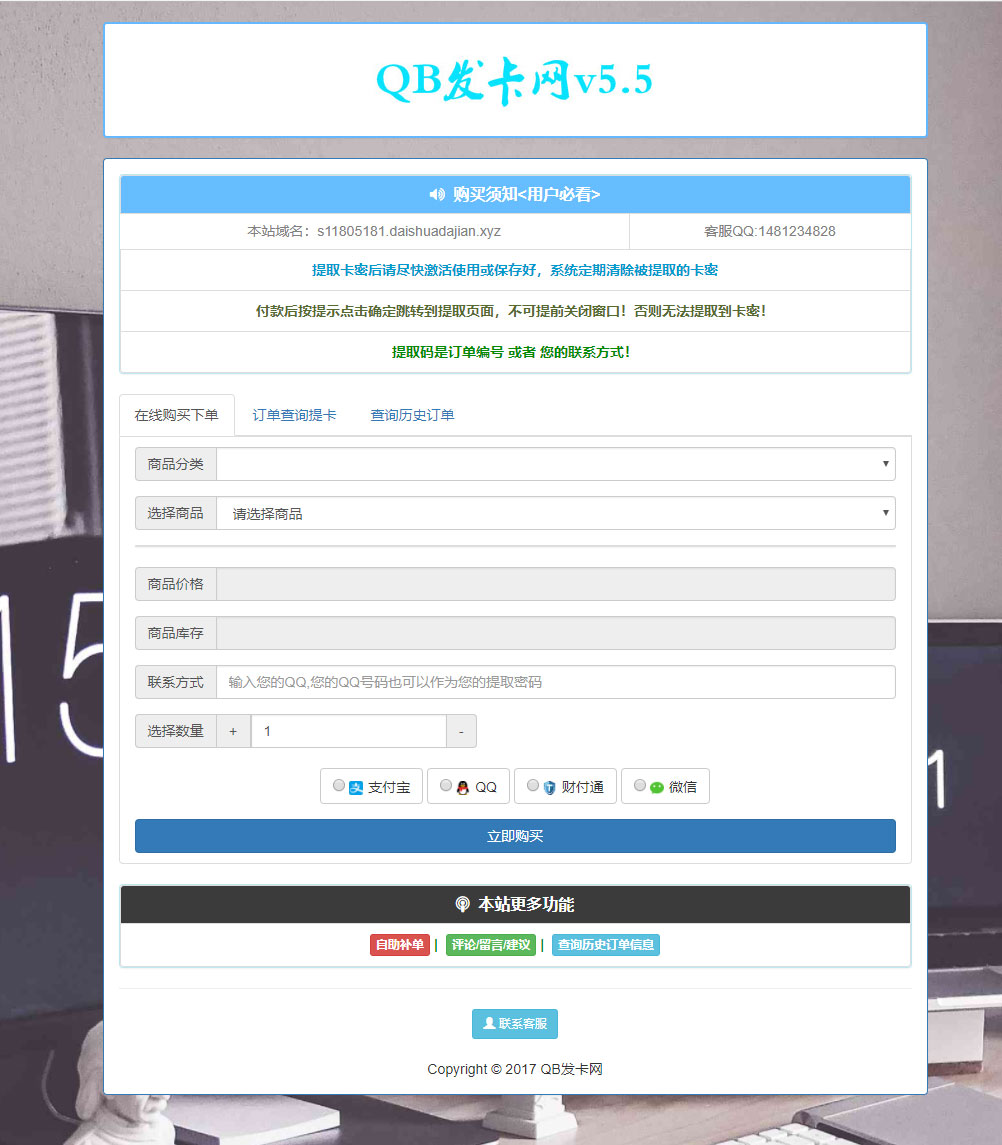 QB发卡网v5.5
购买须知<用户必看>
本站域名：s11805181.daishuadajian.xyz 客服QQ:1481234828
提取卡密后请尽快激活使用或保存好，系统定期清除被提取的卡密
付款后按提示点击确定跳转到提取页面，不可提前关闭窗口！否则无法提取到卡密！
提取码是订单编号 或者 您的联系方式！
在线购买下单 订单查询提卡 查询历史订单
商品分类
选择商品 请选择商品
商品价格
商品库存
联系方式 输入您的QQ,您的QQ号码也可以作为您的提取密码
选择数量 + 1 -
支付宝 QQ 财付通 微信
立即购买
本站更多功能
自助补单 | 评论/留言/建议 | 查询历史订单信息
联系客服
Copyright © 2017 QB发卡网
15
1